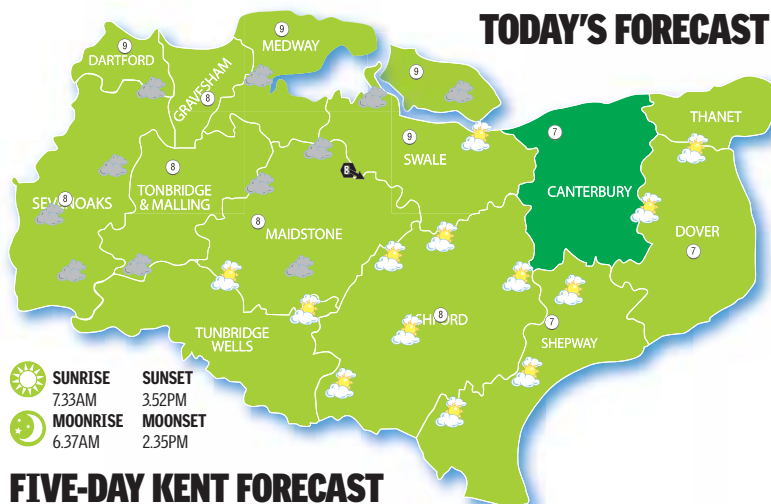 TODAY'S FORECAST
9
MEDWAY
9
DARTFORD
GRAVESHAM
8
9
THANET
7
9
SWALE
8
TONBRIDGE
& MALLING
8
CANTERBURY
8
SEVENOAKS
8
MAIDSTONE
DOVER
7
8
ASHFORD
7
SHEPWAY
TUNBRIDGE
WELLS
SUNRISE SUNSET
7.33AM 3.52PM
MOONRISE MOONSET
6.37AM 2.35PM
FIVE-DAY KENT FORECAST